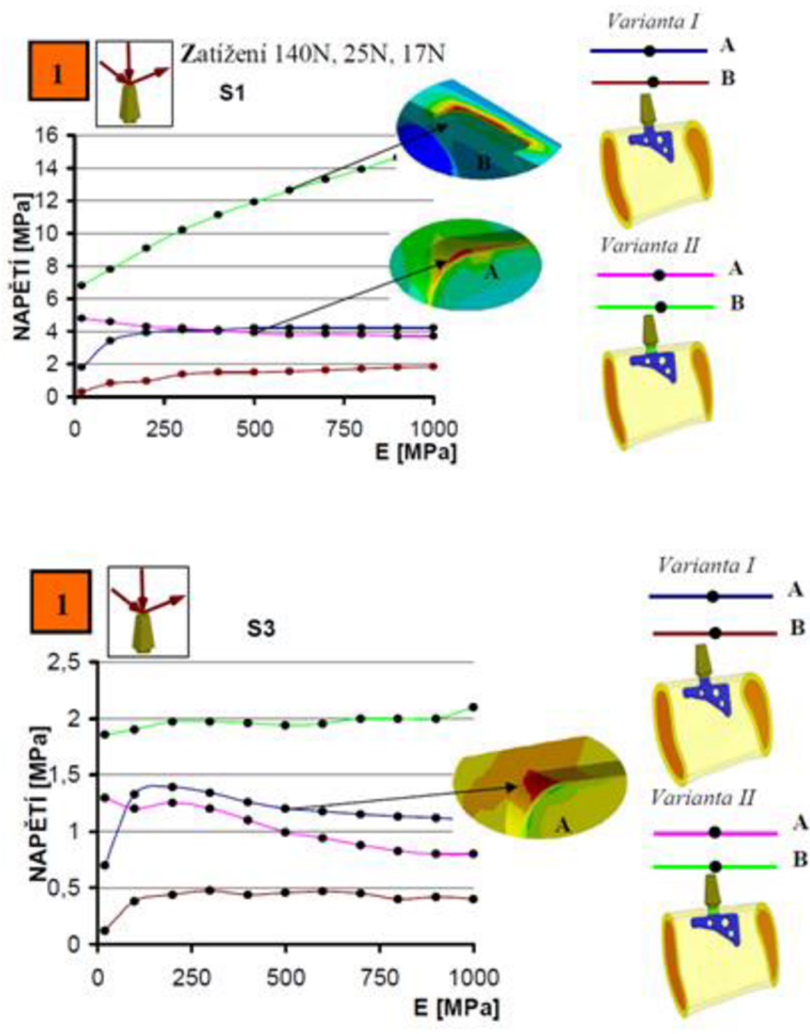 Zatížení 140N, 25N, 17N
1
S1
NAPĚTÍ [MPa]
16
14
12
10
8
6
4
2
0
0 250 500 750 1000
E [MPa]
B
A
Varianta I
A
B
Varianta II
A
B
1
S3
NAPĚTÍ [MPa]
2,5
2
1,5
1
0,5
0
0 250 500 750 1000
E [MPa]
A
Varianta I
A
B
Varianta II
A
B